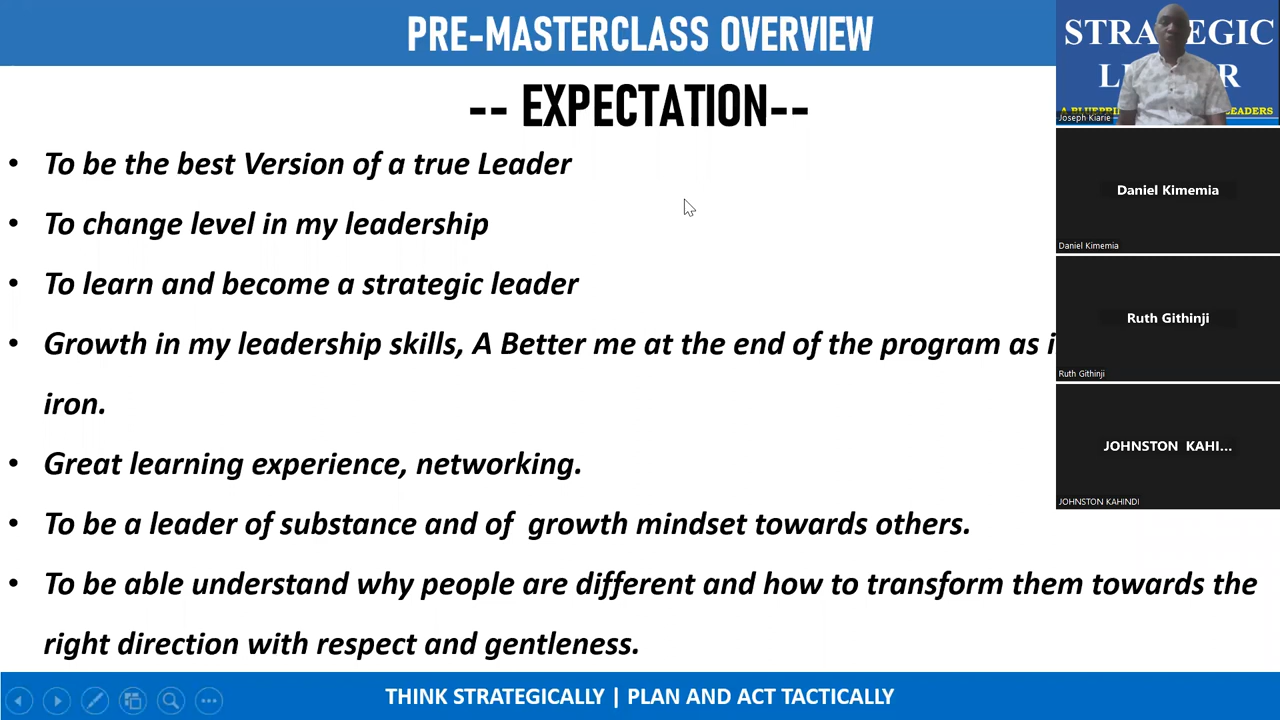 PRE-MASTERCLASS OVERVIEW
-- EXPECTATION--
• To be the best Version of a true Leader
• To change level in my leadership
• To learn and become a strategic leader
• Growth in my leadership skills, A Better me at the end of the program as
iron.
• Great learning experience, networking.
• To be a leader of substance and of growth mindset towards others.
• To be able understand why people are different and how to transform them towards the
right direction with respect and gentleness.
THINK STRATEGICALLY | PLAN AND ACT TACTICALLY
Joseph Kiarie
Daniel Kimemia
Daniel Kimemia
Ruth Githinji
Ruth Githinji
JOHNSTON KAHI...
JOHNSTON KAHINDI